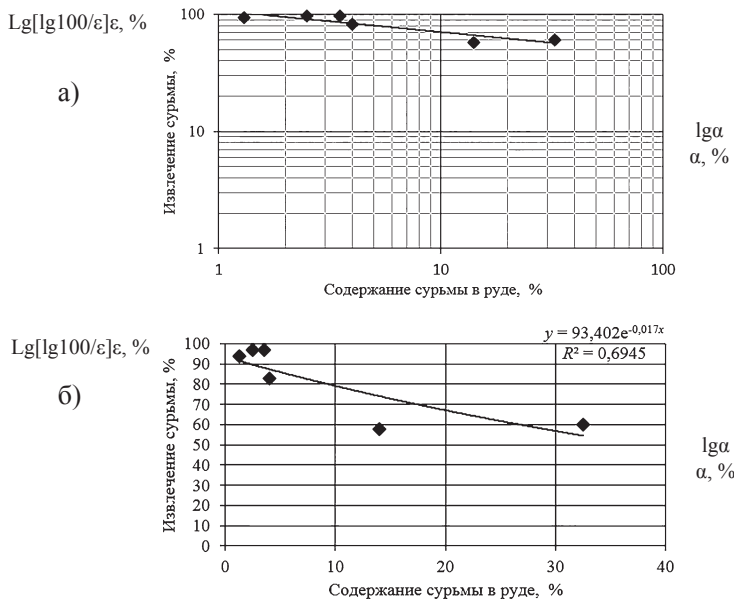 Lg[lg100/ε]ε, %
а)
Извлечение сурьмы, %
100
10
1
1
10
100
Содержание сурьмы в руде, %
lgα
α, %
Lg[lg100/ε]ε, %
б)
Извлечение сурьмы, %
100
90
80
70
60
50
40
30
20
10
0
0
10
20
30
40
Содержание сурьмы в руде, %
y = 93,402e^-0,017x
R² = 0,6945
lgα
α, %